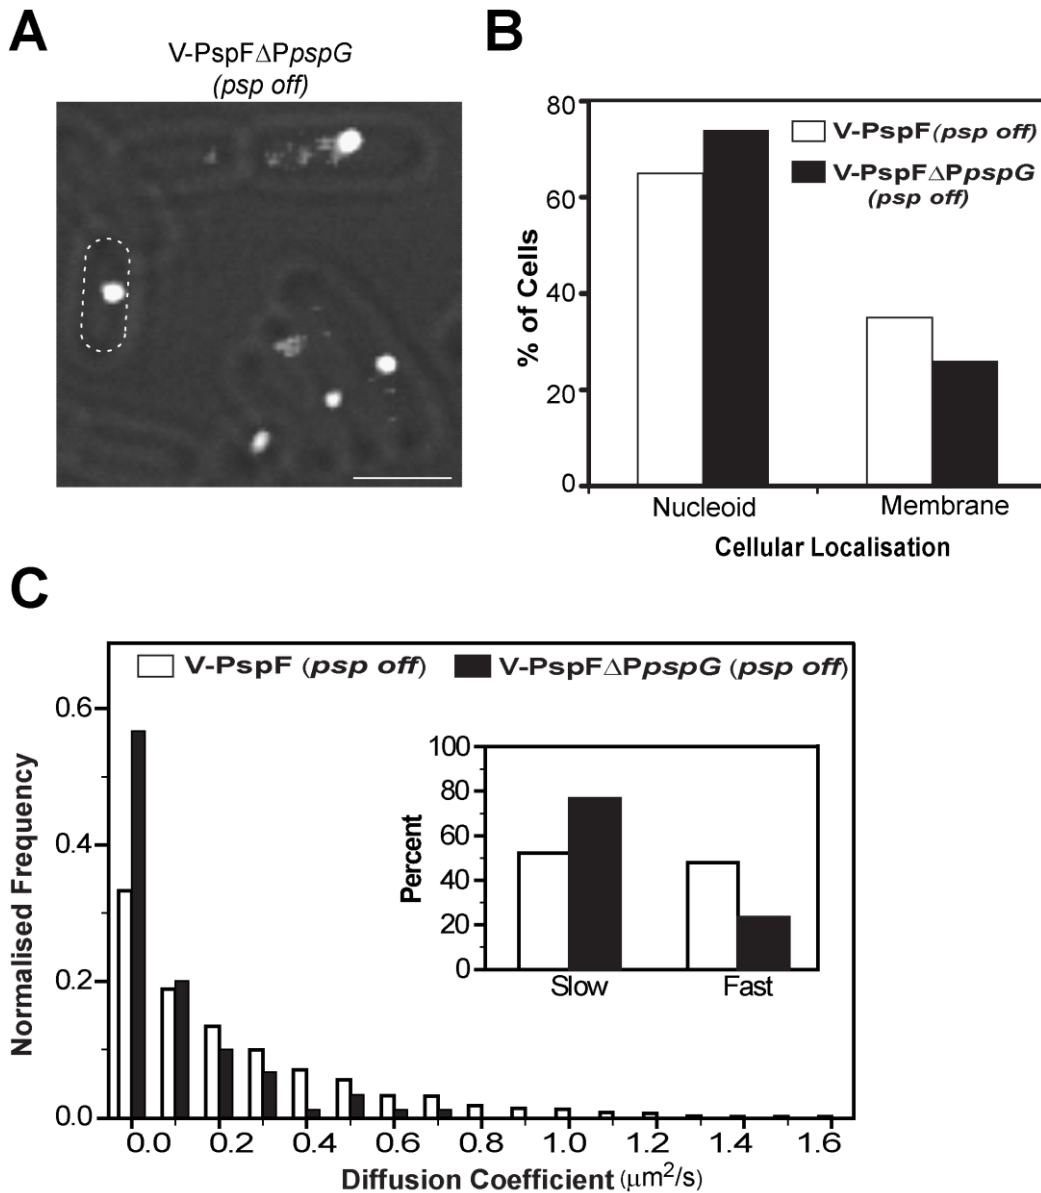 A
V-PspFΔPpspG
(psp off)
B
80
60
40
20
0
% of Cells
V-PspF(psp off)
V-PspFΔPpspG
(psp off)
Nucleoid
Membrane
Cellular Localisation
C
V-PspF (psp off)
V-PspFΔPpspG (psp off)
0.6
0.4
0.2
0.0
Normalised Frequency
100
80
60
40
20
0
Percent
Slow
Fast
0.0 0.2 0.4 0.6 0.8 1.0 1.2 1.4 1.6
Diffusion Coefficient (μm²/s)